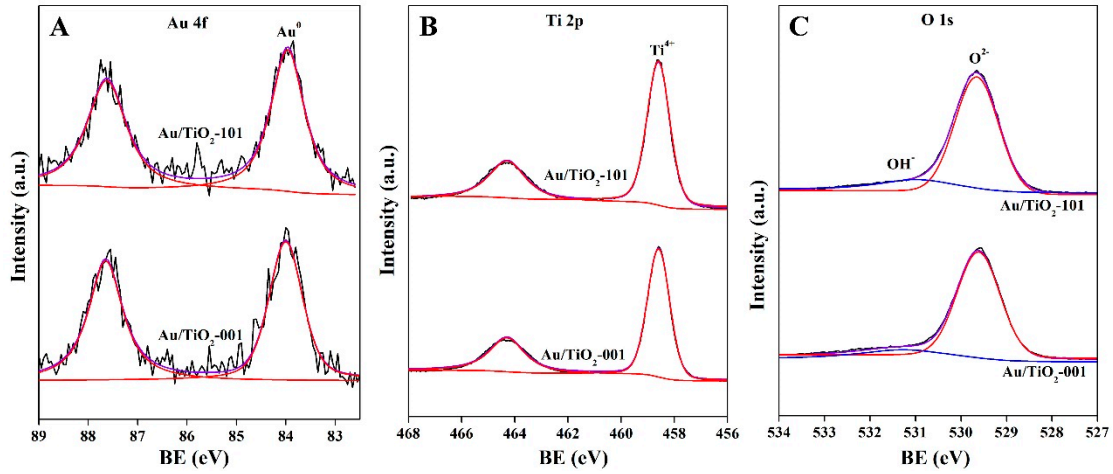 A
Au 4f
Au⁰
Au/TiO₂-101
Au/TiO₂-001
Intensity (a.u.)
89 88 87 86 85 84 83
BE (eV)
B
Ti 2p
Ti⁴⁺
Au/TiO₂-101
Au/TiO₂-001
Intensity (a.u.)
468 466 464 462 460 458 456
BE (eV)
C
O 1s
O²⁻
OH⁻
Au/TiO₂-101
Au/TiO₂-001
Intensity (a.u.)
534 533 532 531 530 529 528 527
BE (eV)